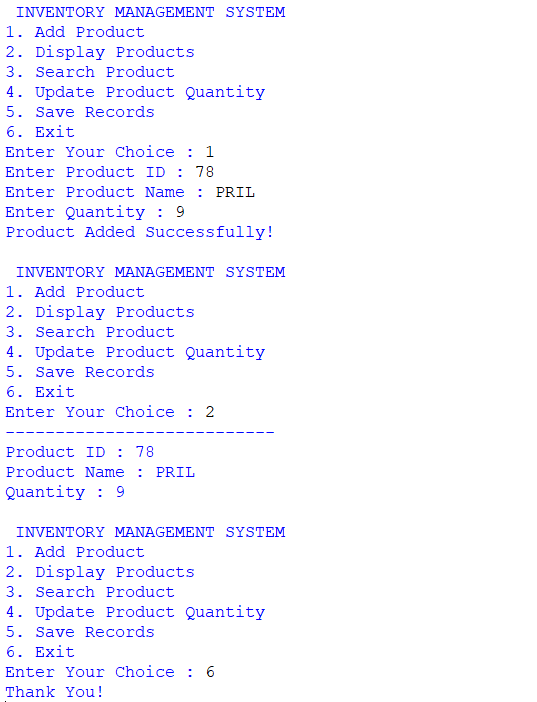 INVENTORY MANAGEMENT SYSTEM
1. Add Product
2. Display Products
3. Search Product
4. Update Product Quantity
5. Save Records
6. Exit
Enter Your Choice : 1
Enter Product ID : 78
Enter Product Name : PRIL
Enter Quantity : 9
Product Added Successfully!

INVENTORY MANAGEMENT SYSTEM
1. Add Product
2. Display Products
3. Search Product
4. Update Product Quantity
5. Save Records
6. Exit
Enter Your Choice : 2
---------------------------
Product ID : 78
Product Name : PRIL
Quantity : 9

INVENTORY MANAGEMENT SYSTEM
1. Add Product
2. Display Products
3. Search Product
4. Update Product Quantity
5. Save Records
6. Exit
Enter Your Choice : 6
Thank You!